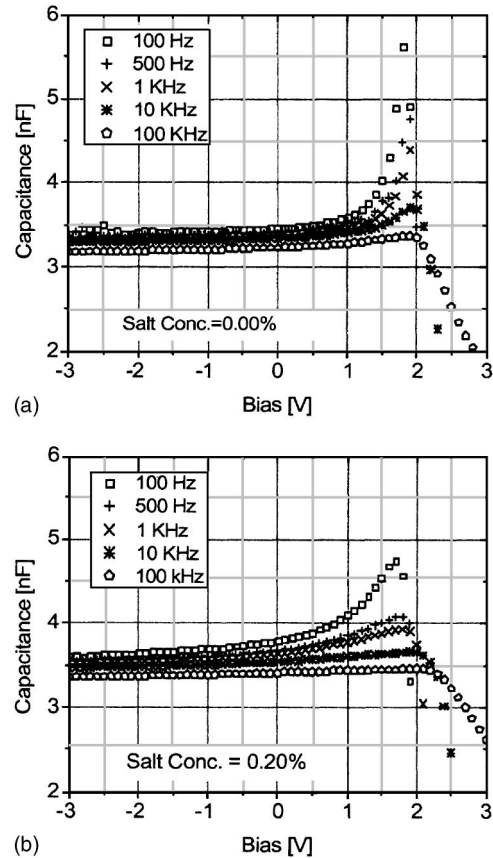 (a)
Capacitance [nF]
6
5
4
3
2
100 Hz
500 Hz
1 KHz
10 KHz
100 KHz
Salt Conc.=0.00%
-3 -2 -1 0 1 2 3
Bias [V]
(b)
Capacitance [nF]
6
5
4
3
2
100 Hz
500 Hz
1 KHz
10 KHz
100 kHz
Salt Conc. = 0.20%
-3 -2 -1 0 1 2 3
Bias [V]